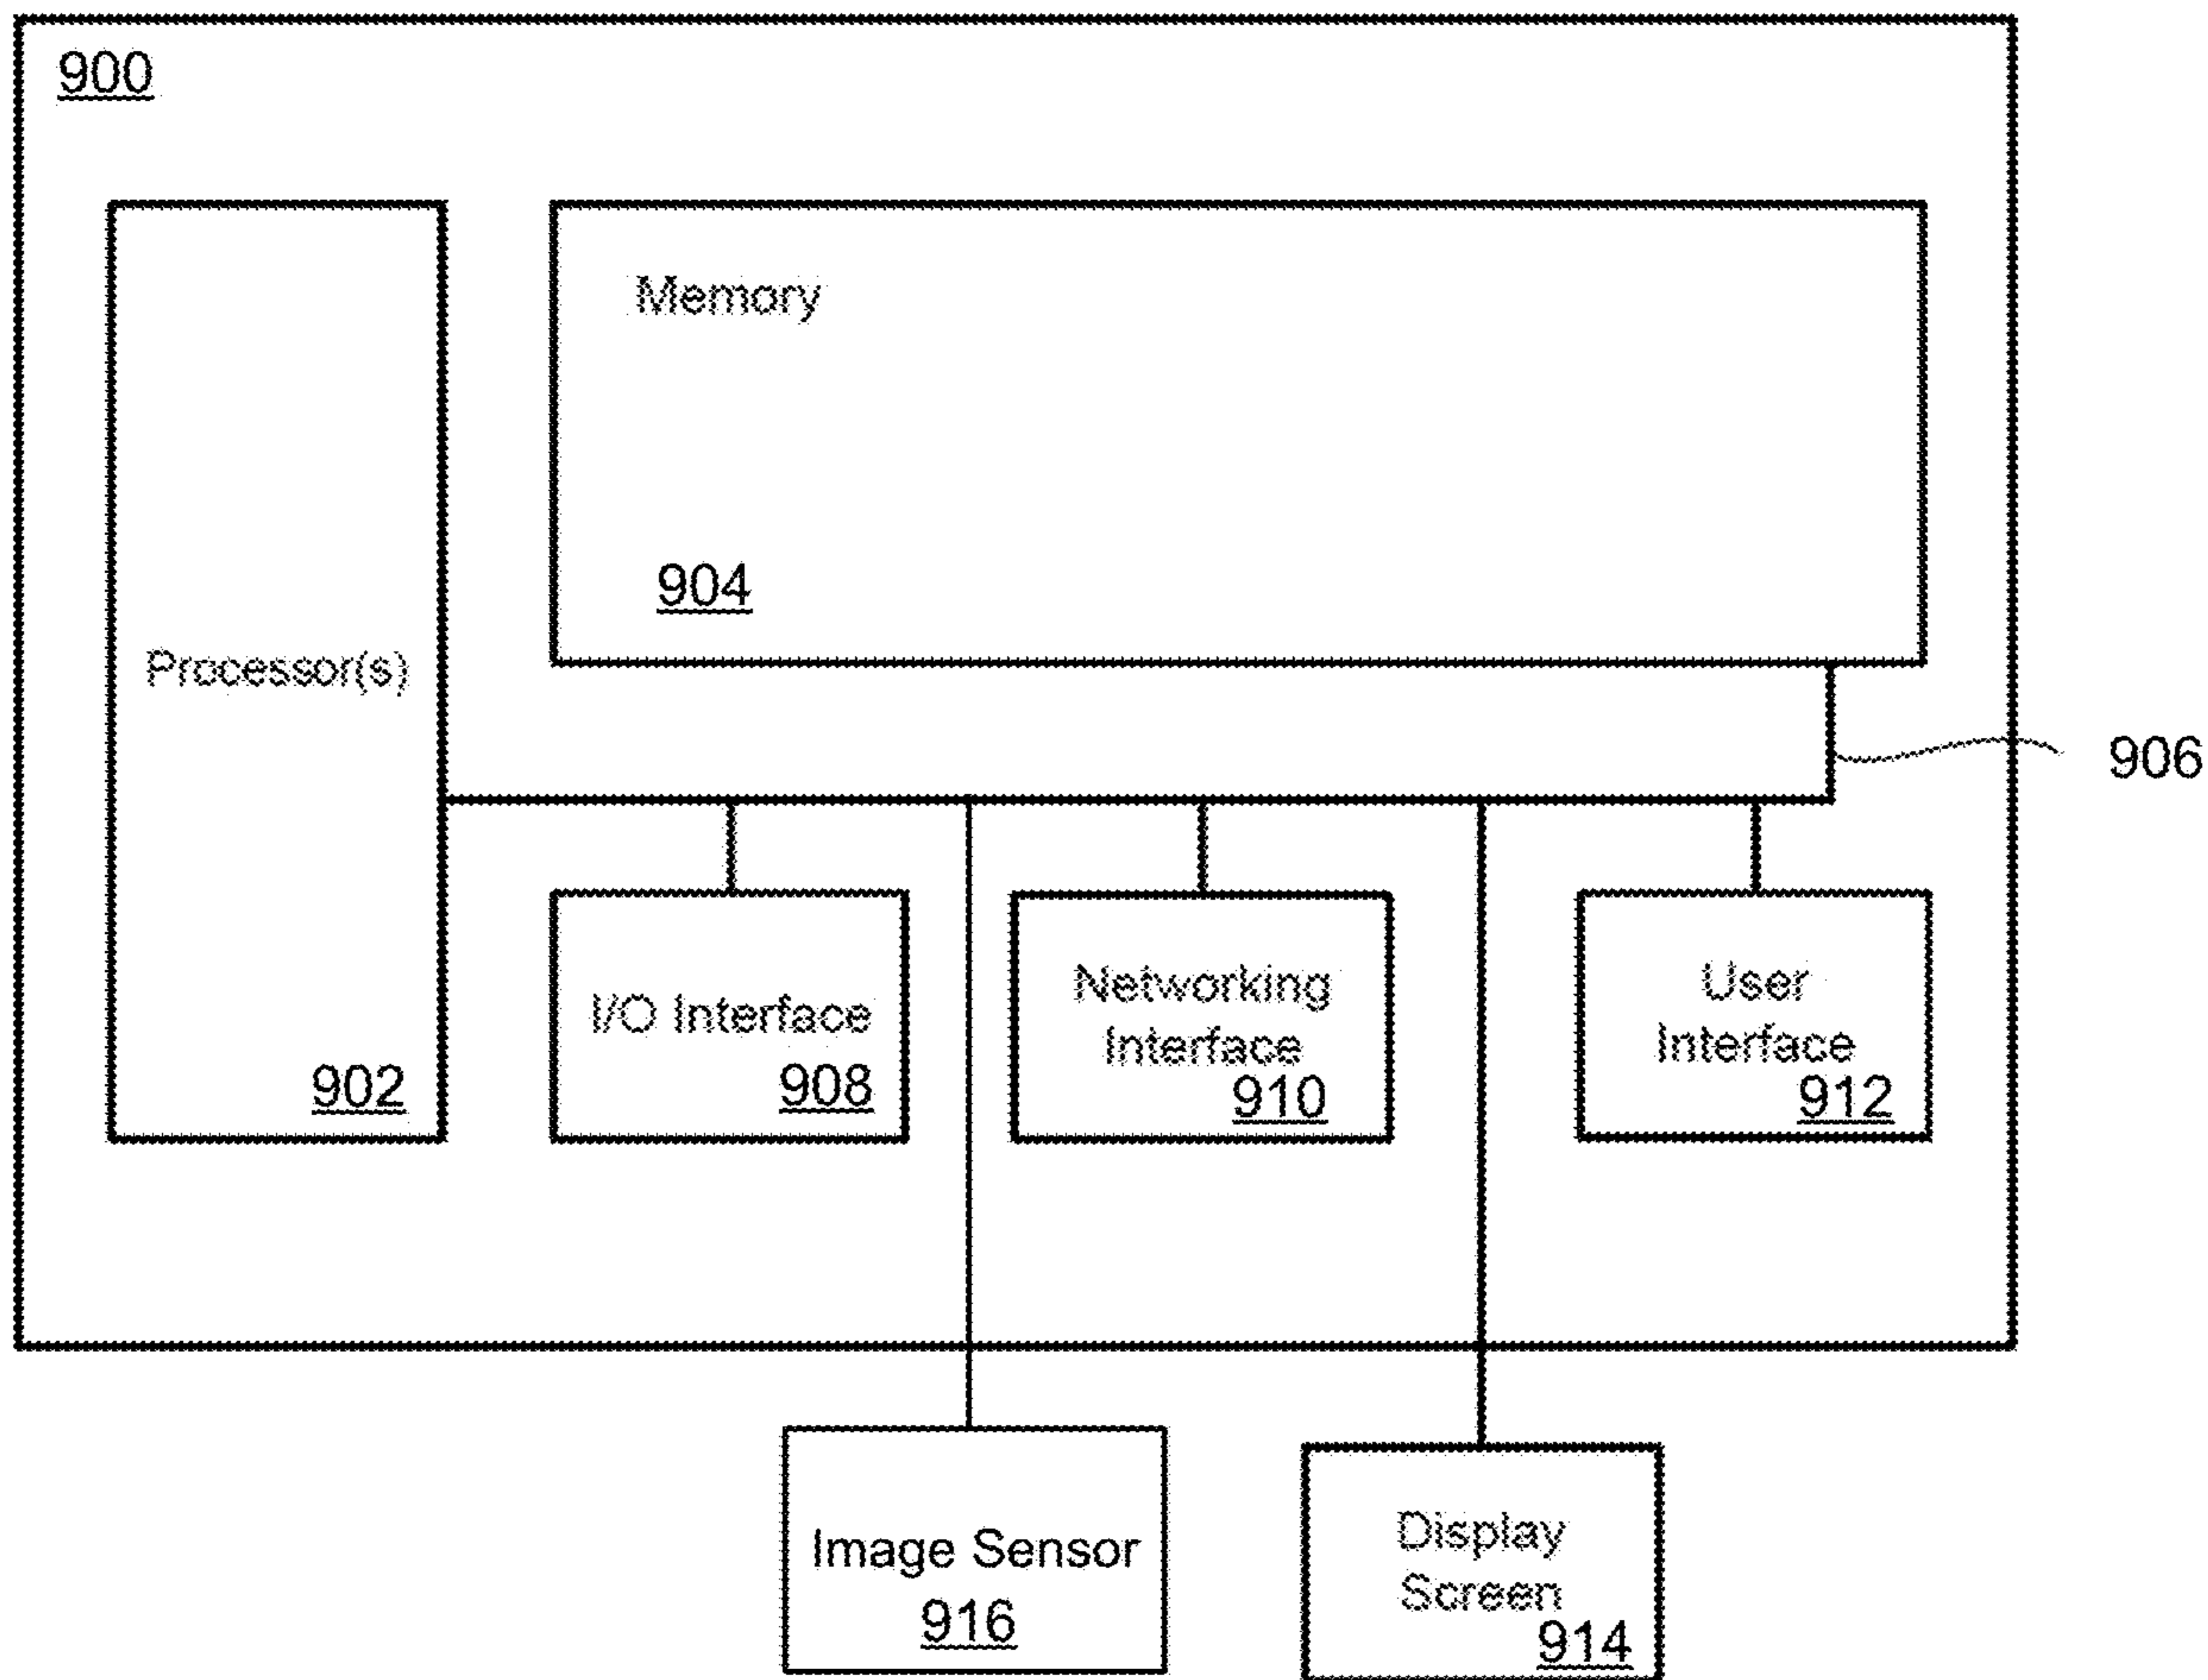 900
Memory
904
Processor(s)
902
906
I/O Interface
908
Networking
Interface
910
User
Interface
912
Image Sensor
916
Display
Screen
914